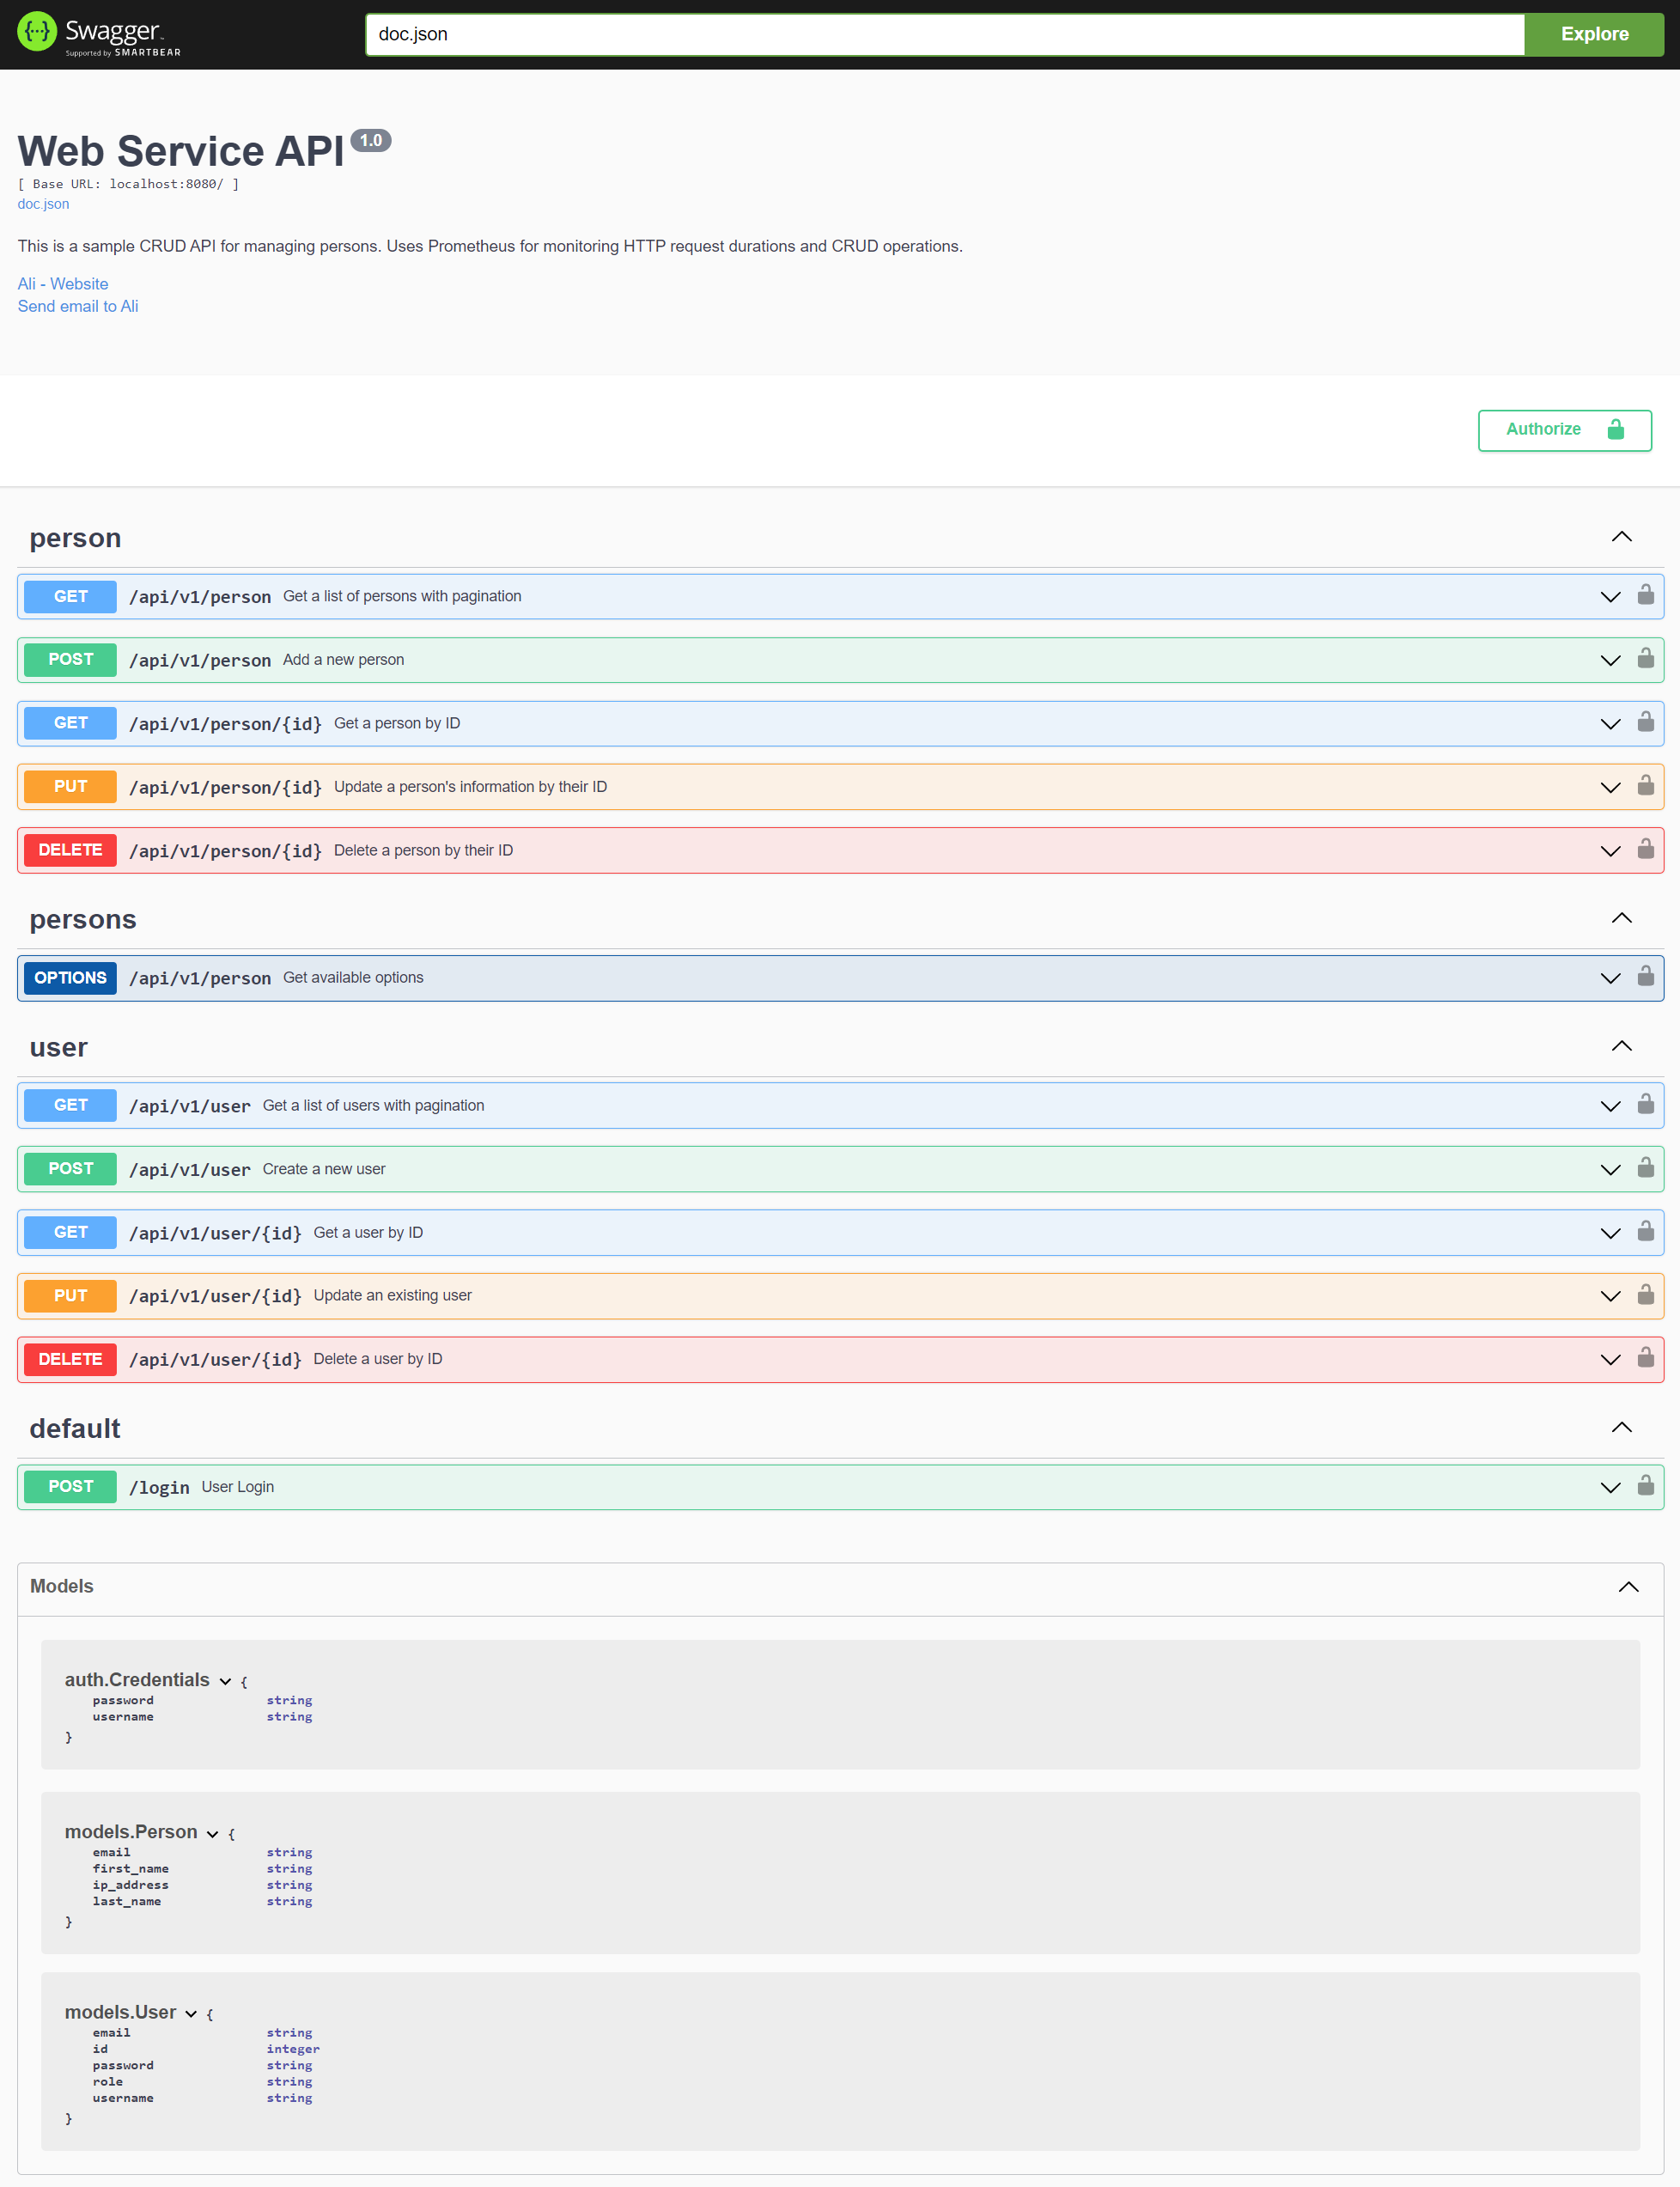 Swagger
Supported by SMARTBEAR
doc.json
Explore
Web Service API 1.0
[ Base URL: localhost:8080/ ]
doc.json
This is a sample CRUD API for managing persons. Uses Prometheus for monitoring HTTP request durations and CRUD operations.
Ali - Website
Send email to Ali
Authorize
person
GET /api/v1/person Get a list of persons with pagination
POST /api/v1/person Add a new person
GET /api/v1/person/{id} Get a person by ID
PUT /api/v1/person/{id} Update a person's information by their ID
DELETE /api/v1/person/{id} Delete a person by their ID
persons
OPTIONS /api/v1/person Get available options
user
GET /api/v1/user Get a list of users with pagination
POST /api/v1/user Create a new user
GET /api/v1/user/{id} Get a user by ID
PUT /api/v1/user/{id} Update an existing user
DELETE /api/v1/user/{id} Delete a user by ID
default
POST /login User Login
Models
auth.Credentials {
password string
username string
}
models.Person {
email string
first_name string
ip_address string
last_name string
}
models.User {
email string
id integer
password string
role string
username string
}